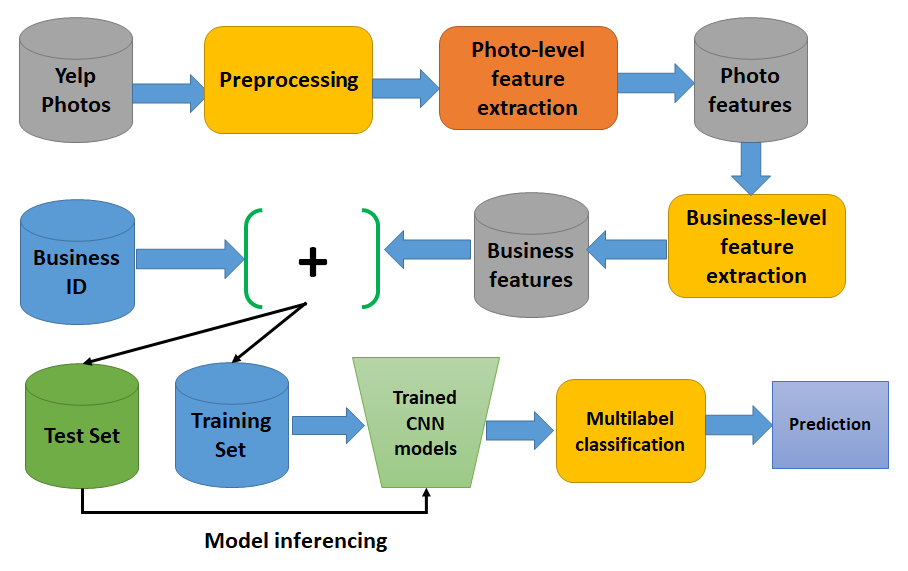 Yelp
Photos
Preprocessing
Photo-level
feature
extraction
Photo
features
Business
ID
+
Business
features
Business-level
feature
extraction
Test Set
Training
Set
Trained
CNN
models
Multilabel
classification
Prediction
Model inferencing